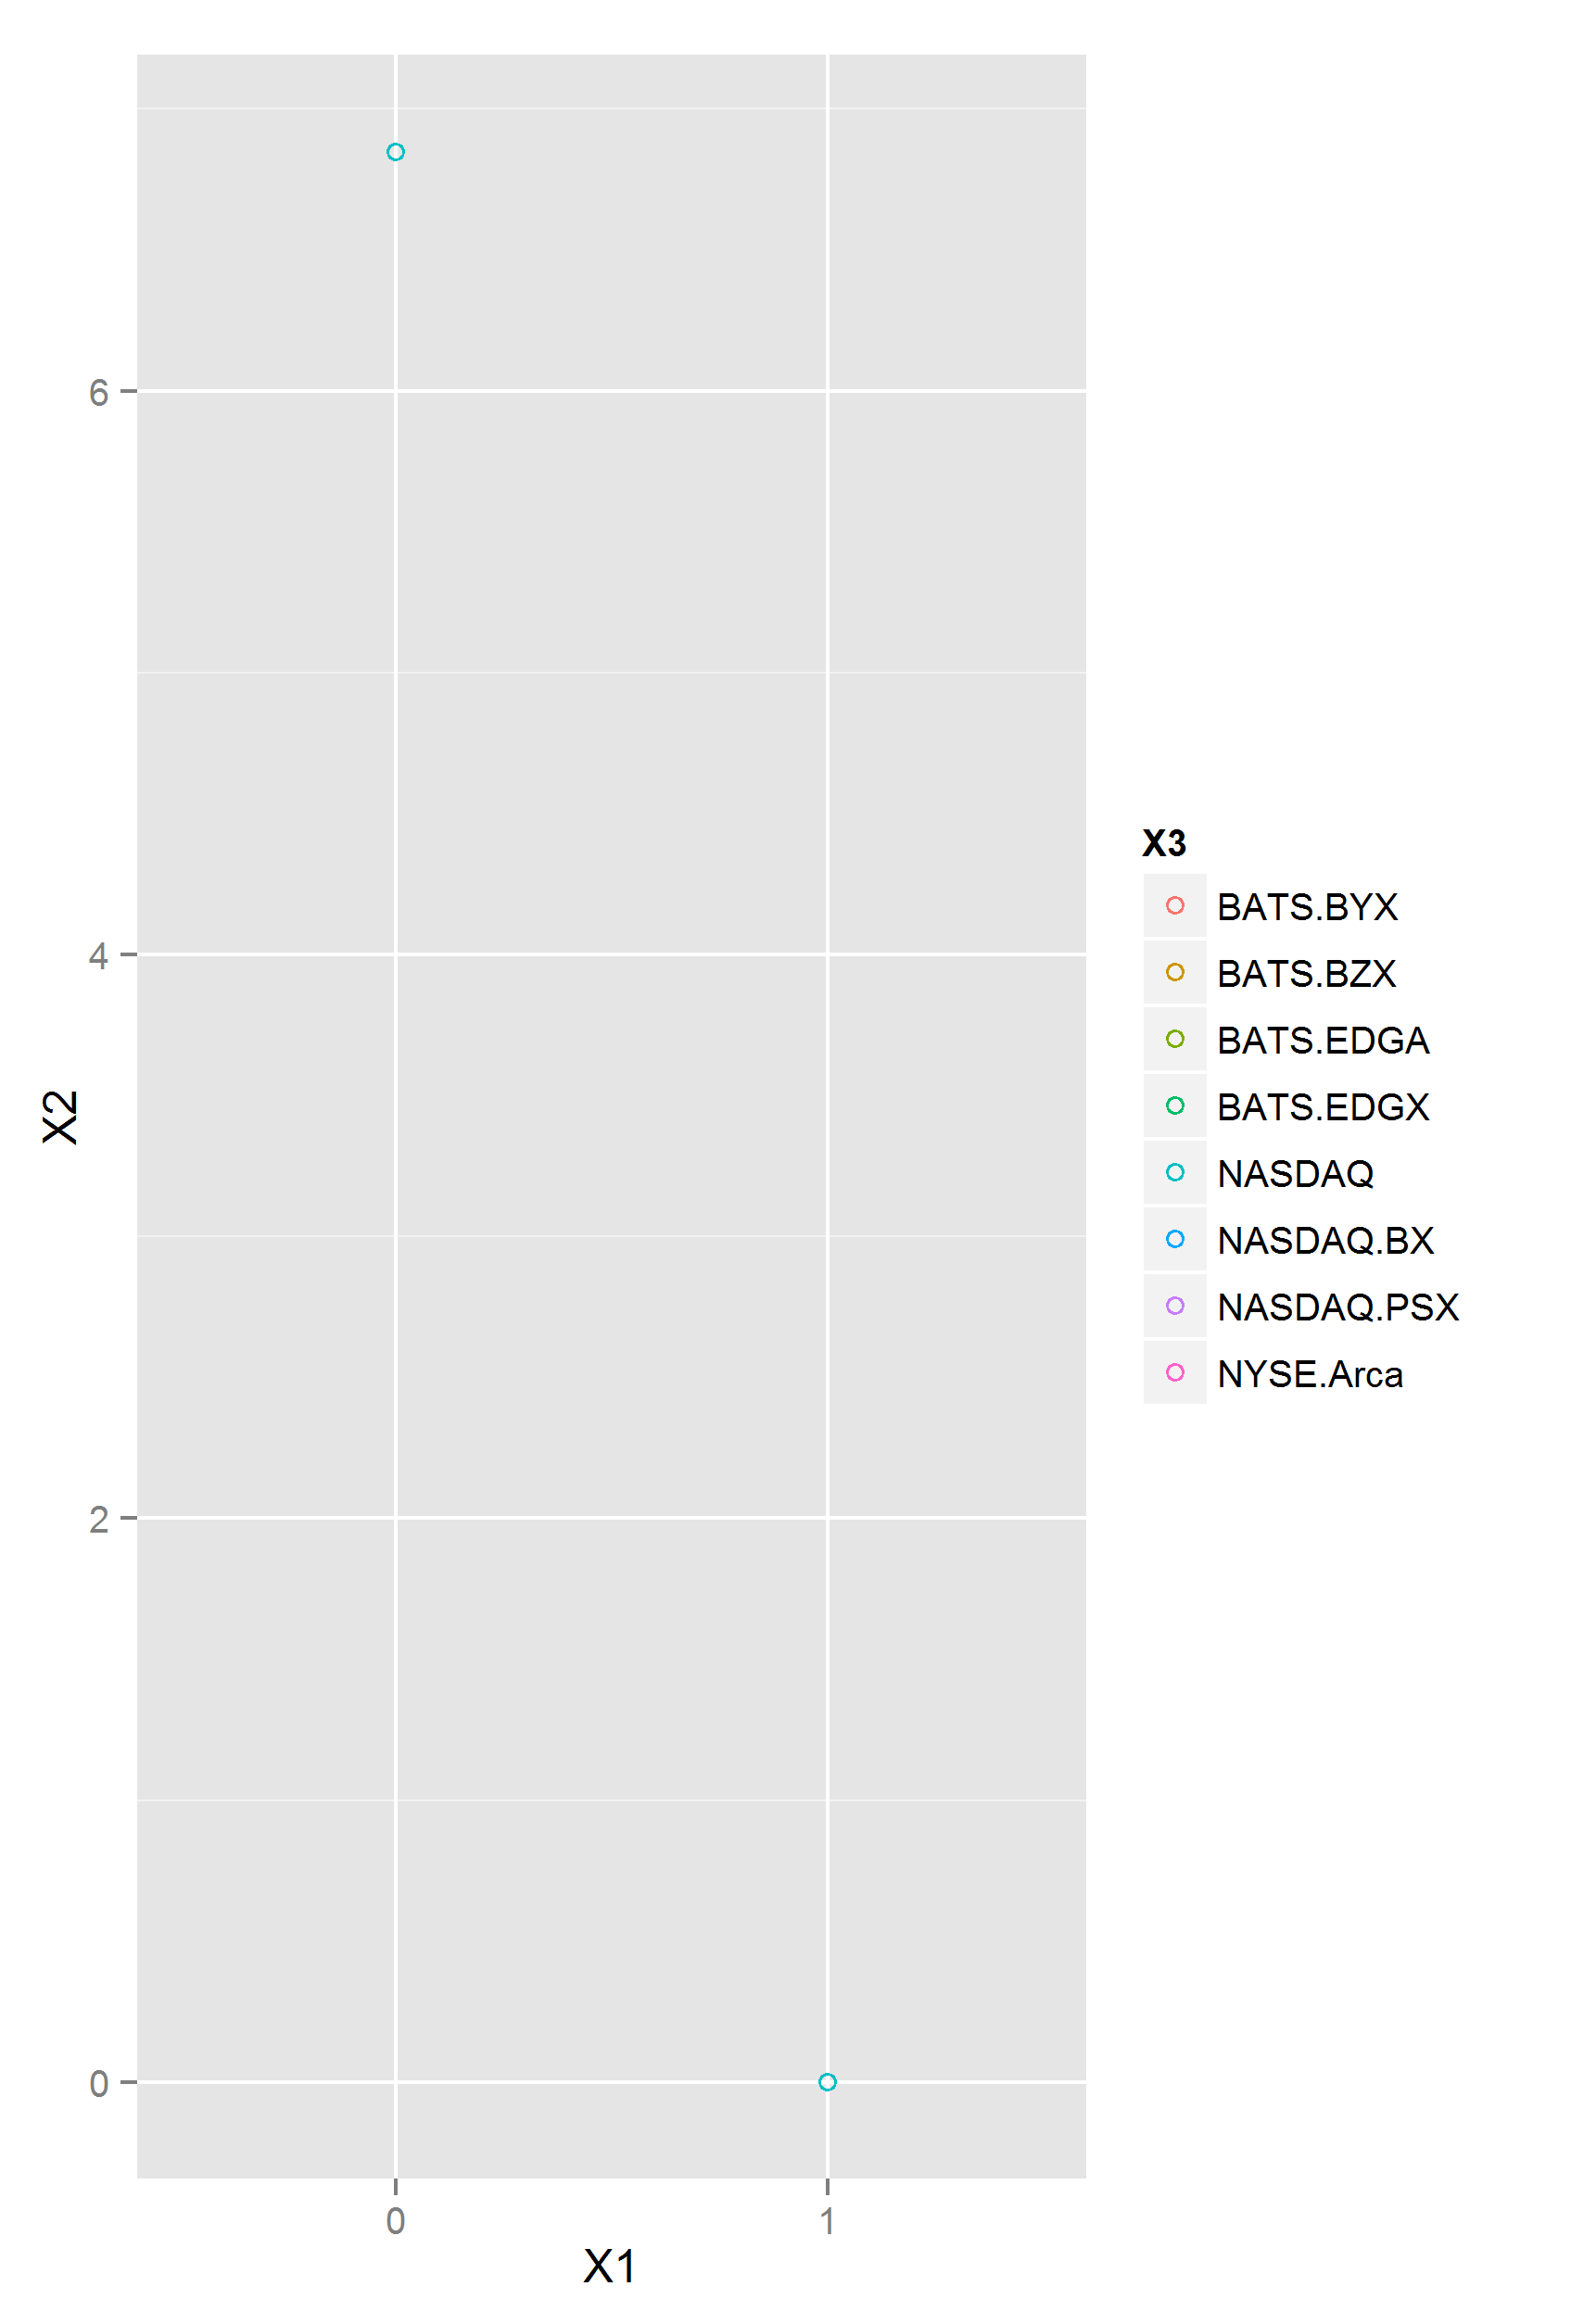 6
4
2
0
X2
0
1
X1
X3
BATS.BYX
BATS.BZX
BATS.EDGA
BATS.EDGX
NASDAQ
NASDAQ.BX
NASDAQ.PSX
NYSE.Arca